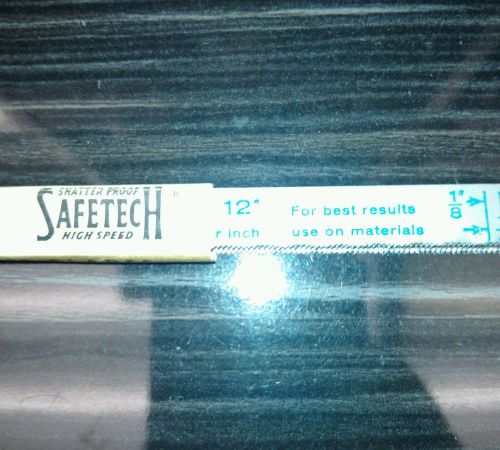 SHATTER PROOF
SAFETECH
HIGH SPEED
12"
r inch
For best results
use on materials
1"
8